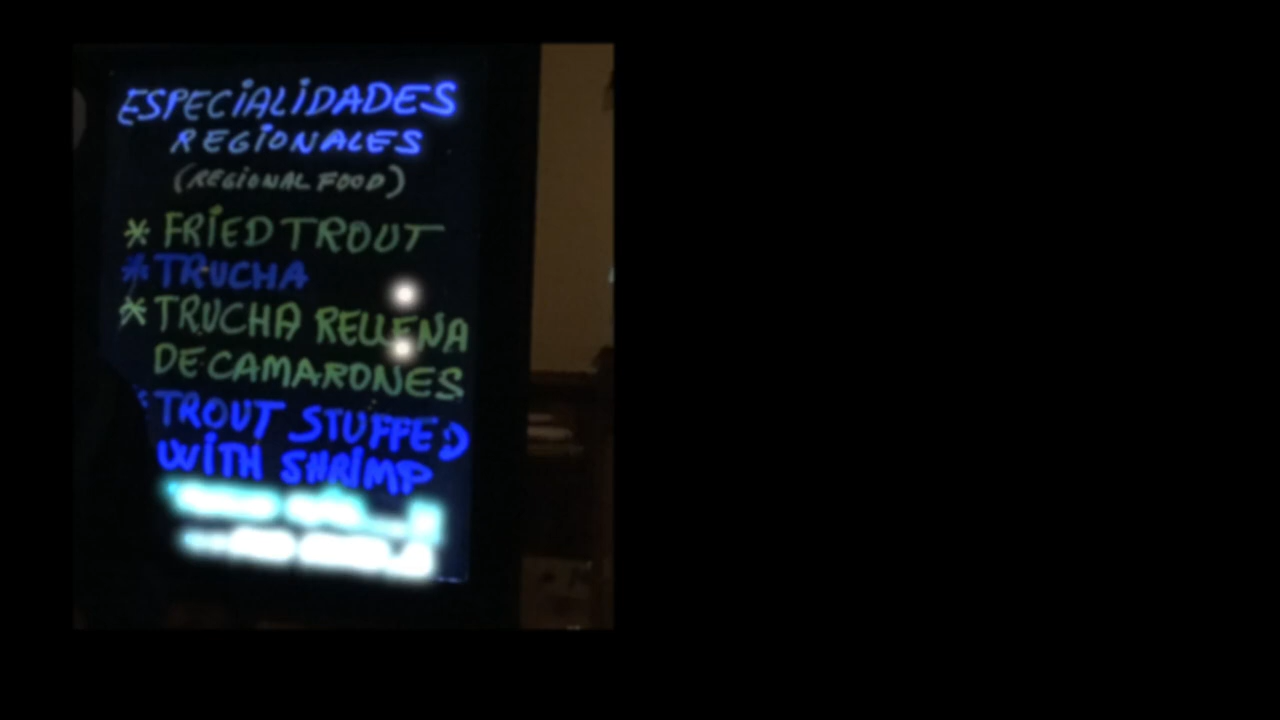 ESPECIALIDADES
REGIONALES
(REGIONAL FOOD)
* FRIED TROUT
* TRUCHA
* TRUCHA RELLENA
DE CAMARONES
* TROUT STUFFED
WITH SHRIMP